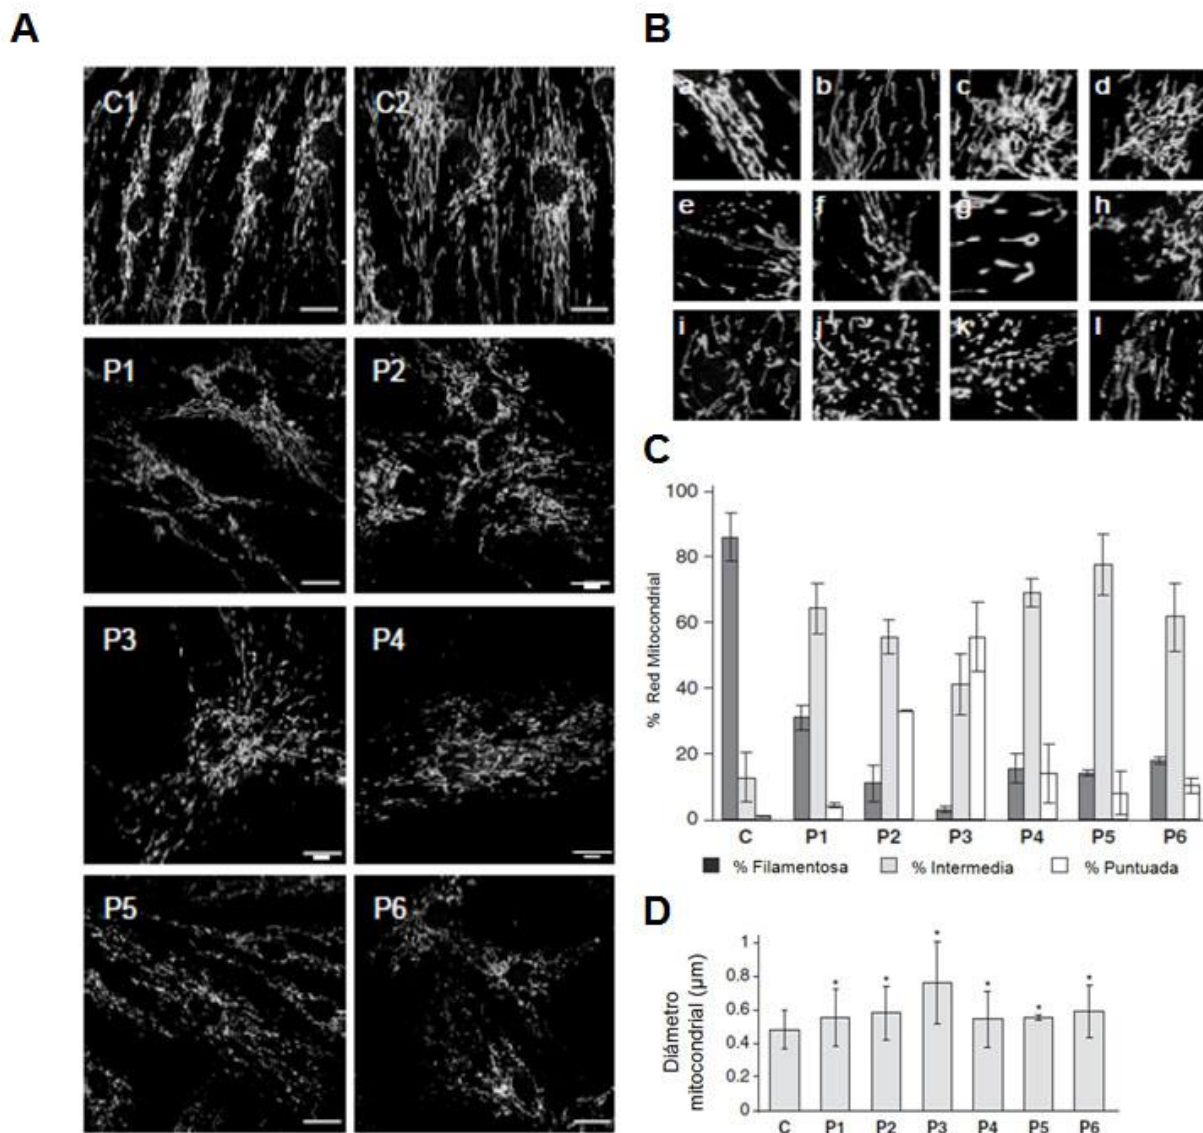 A
B
C1
C2
P1
P2
P3
P4
P5
P6
a
b
c
d
e
f
g
h
i
j
k
l
C
% Red Mitocondrial
100
80
60
40
20
0
C P1 P2 P3 P4 P5 P6
% Filamentosa % Intermedia % Puntuada
D
Diámetro
mitocondrial (µm)
1
0.8
0.6
0.4
0.2
0
* * * * * *
C P1 P2 P3 P4 P5 P6